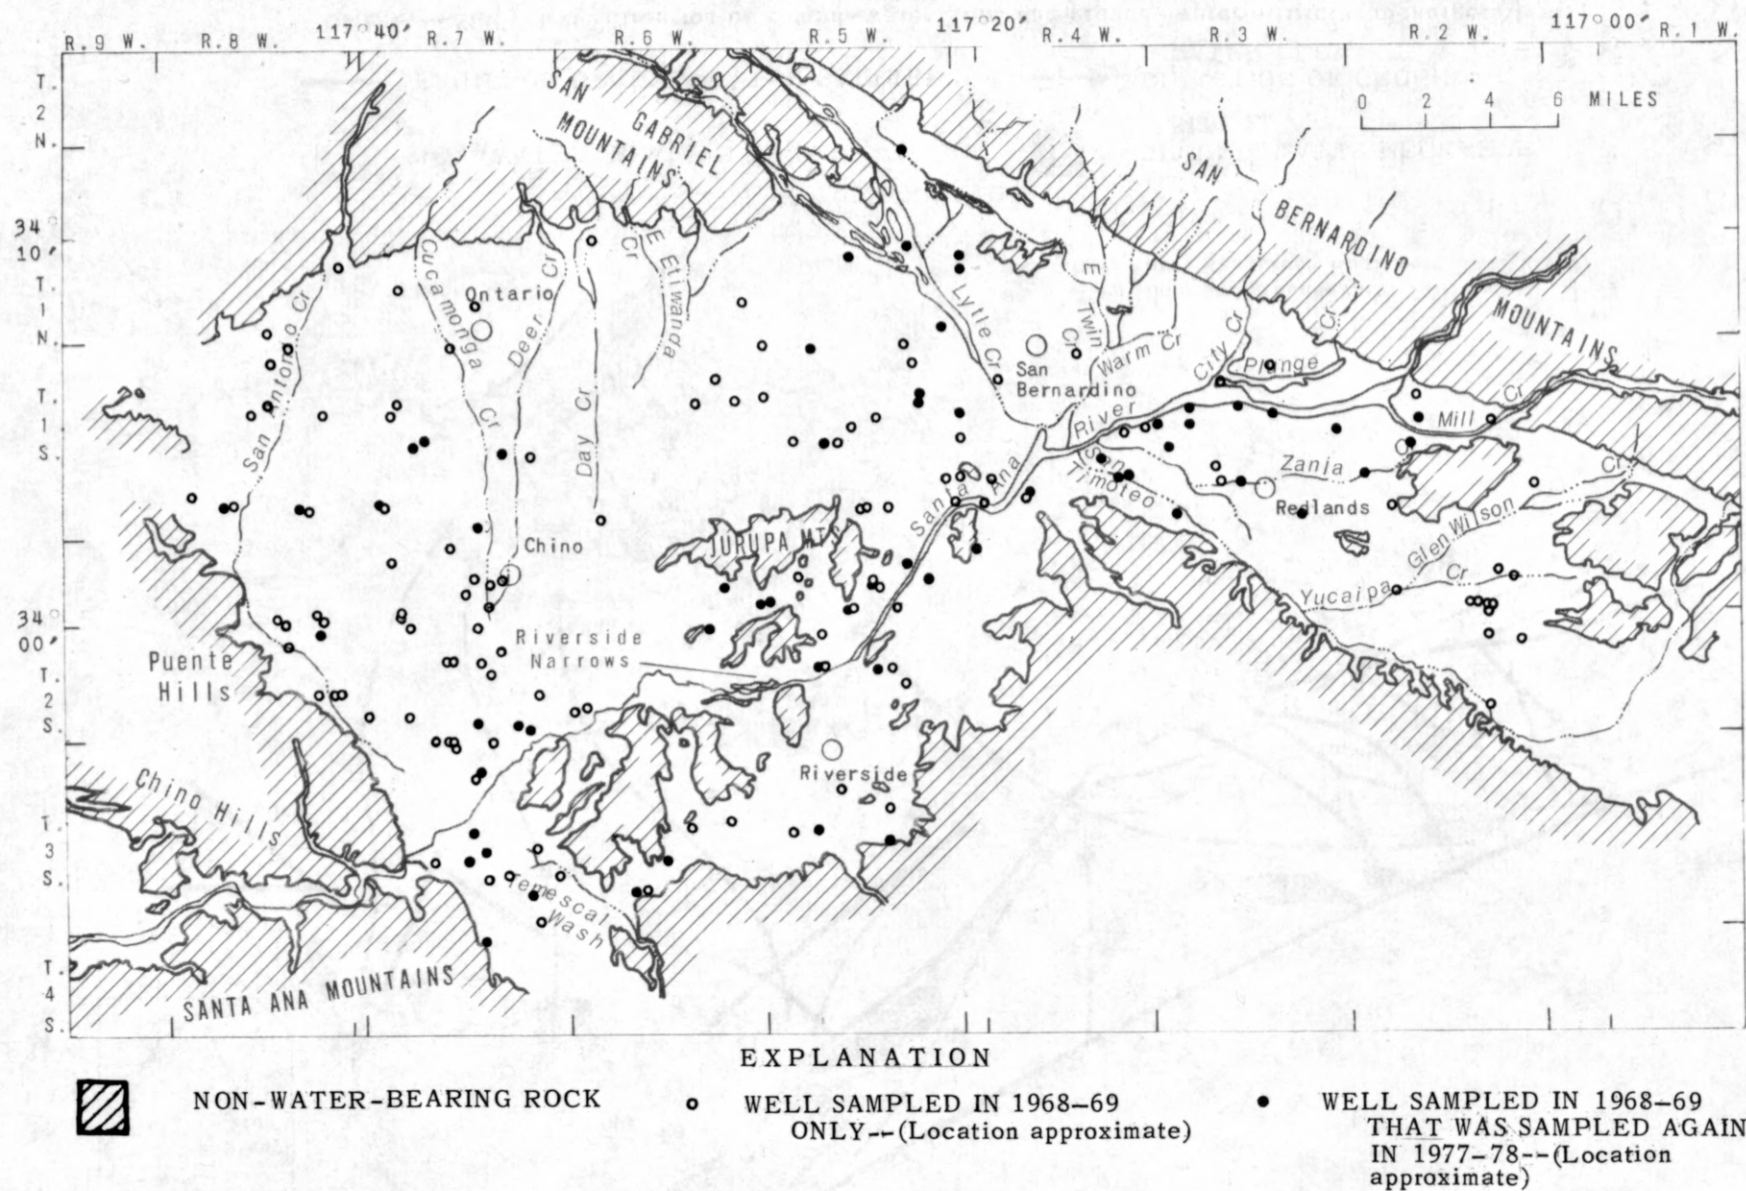 R.9 W.
R.8 W.
117°40′
R.7 W.
R.6 W.
R.5 W.
117°20′
R.4 W.
R.3 W.
R.2 W.
117°00′
R.1 W.
T.
2
N.
34°
10′
T.
1
N.
T.
1
S.
34°
00′
T.
2
S.
T.
3
S.
T.
4
S.
0 2 4 6 MILES
SAN
GABRIEL
MOUNTAINS
SAN
BERNARDINO
MOUNTAINS
San Antonio Cr
Cucamonga
Cr
Ontario
Deer Cr
Day Cr
E Etiwanda
Cr
Lytle Cr
E Twin
Cr
Warm Cr
City Cr
Plunge
Cr
San
Bernardino
Mill
Cr
Santa Ana
River
San
Timoteo
Zanja
Redlands
Glen Wilson
Cr
Yucaipa
Cr
Chino
JURUPA MTS
Riverside
Narrows
Puente
Hills
Chino Hills
Riverside
Temescal
Wash
SANTA ANA MOUNTAINS
EXPLANATION
NON-WATER-BEARING ROCK
WELL SAMPLED IN 1968-69
ONLY--(Location approximate)
WELL SAMPLED IN 1968-69
THAT WAS SAMPLED AGAIN
IN 1977-78--(Location
approximate)